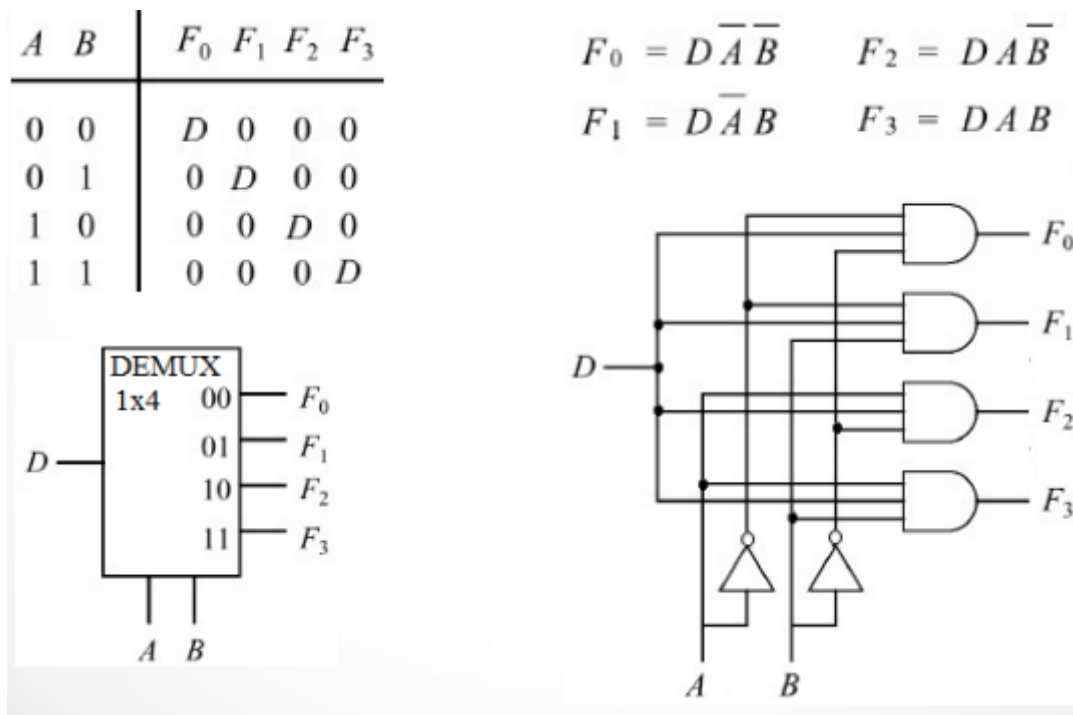 A B F₀ F₁ F₂ F₃
0 0 D 0 0 0
0 1 0 D 0 0
1 0 0 0 D 0
1 1 0 0 0 D
F₀ = D A̅ B̅ F₂ = D A B̅
F₁ = D A̅ B F₃ = D A B
DEMUX
1x4
00 F₀
01 F₁
D
10 F₂
11 F₃
A B
F₀
F₁
D
F₂
F₃
A B